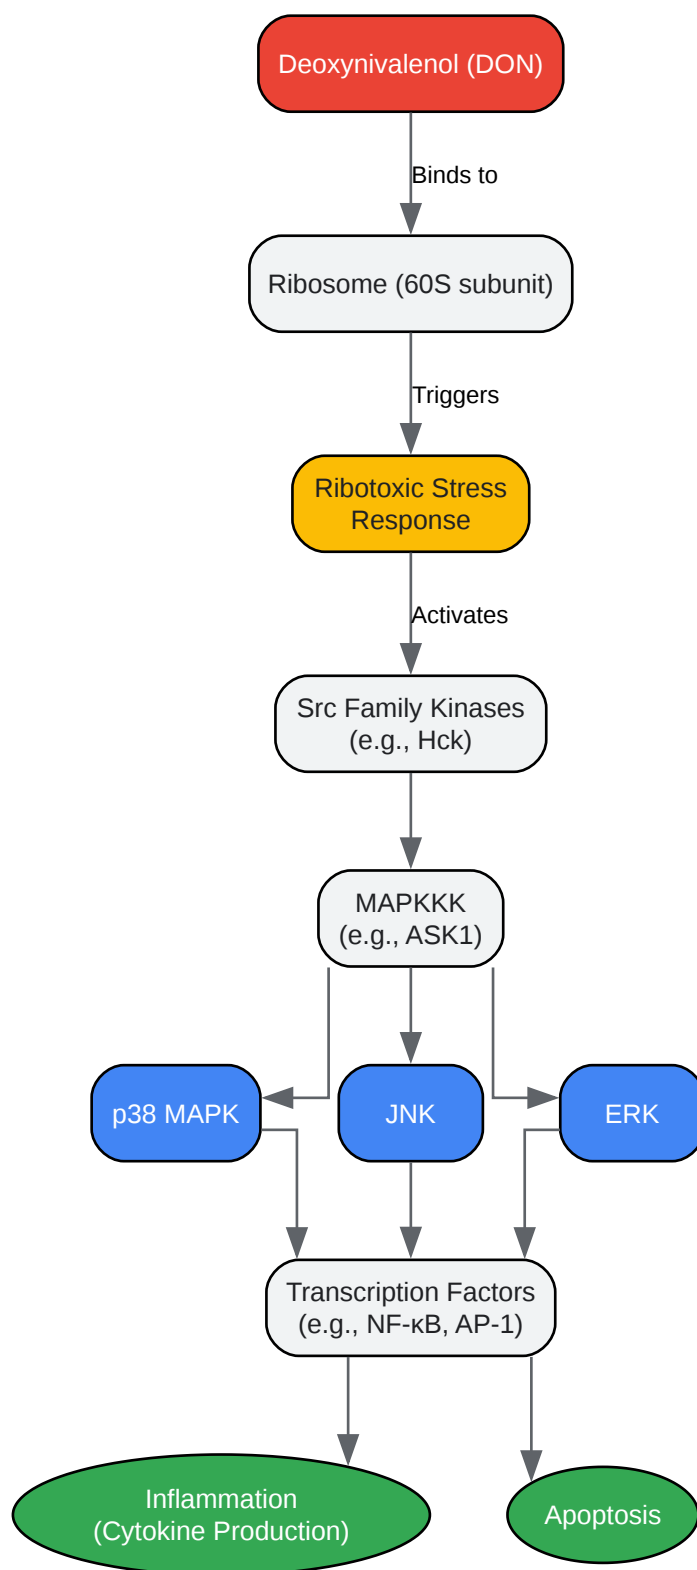 Deoxynivalenol (DON)
Binds to
Ribosome (60S subunit)
Triggers
Ribotoxic Stress
Response
Activates
Src Family Kinases
(e.g., Hck)
MAPKKK
(e.g., ASK1)
p38 MAPK
JNK
ERK
Transcription Factors
(e.g., NF-κB, AP-1)
Inflammation
(Cytokine Production)
Apoptosis